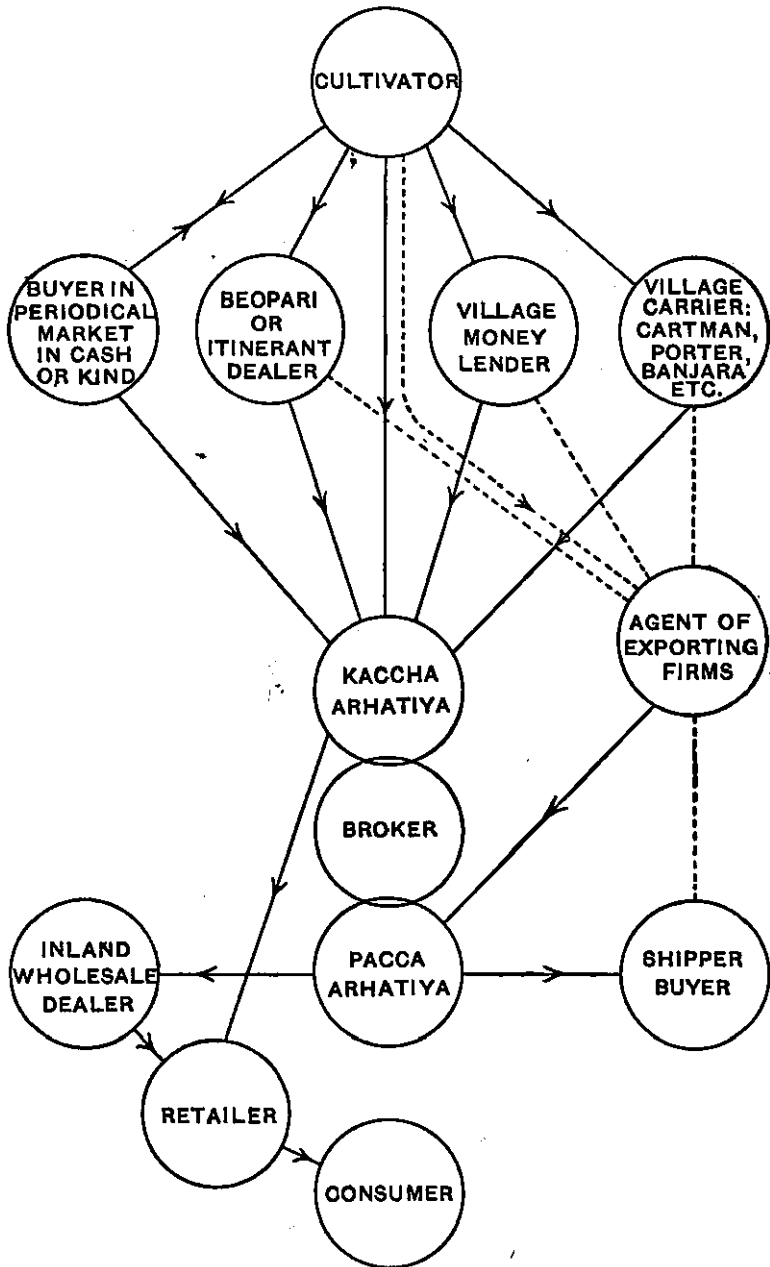 CULTIVATOR
BUYER IN
PERIODICAL
MARKET
IN CASH
OR KIND
BEOPARI
OR
ITINERANT
DEALER
VILLAGE
MONEY
LENDER
VILLAGE
CARRIER:
CARTMAN,
PORTER,
BANJARA,
ETC.
AGENT OF
EXPORTING
FIRMS
KACCHA
ARHATIYA
BROKER
INLAND
WHOLESALE
DEALER
PACCA
ARHATIYA
SHIPPER
BUYER
RETAILER
CONSUMER